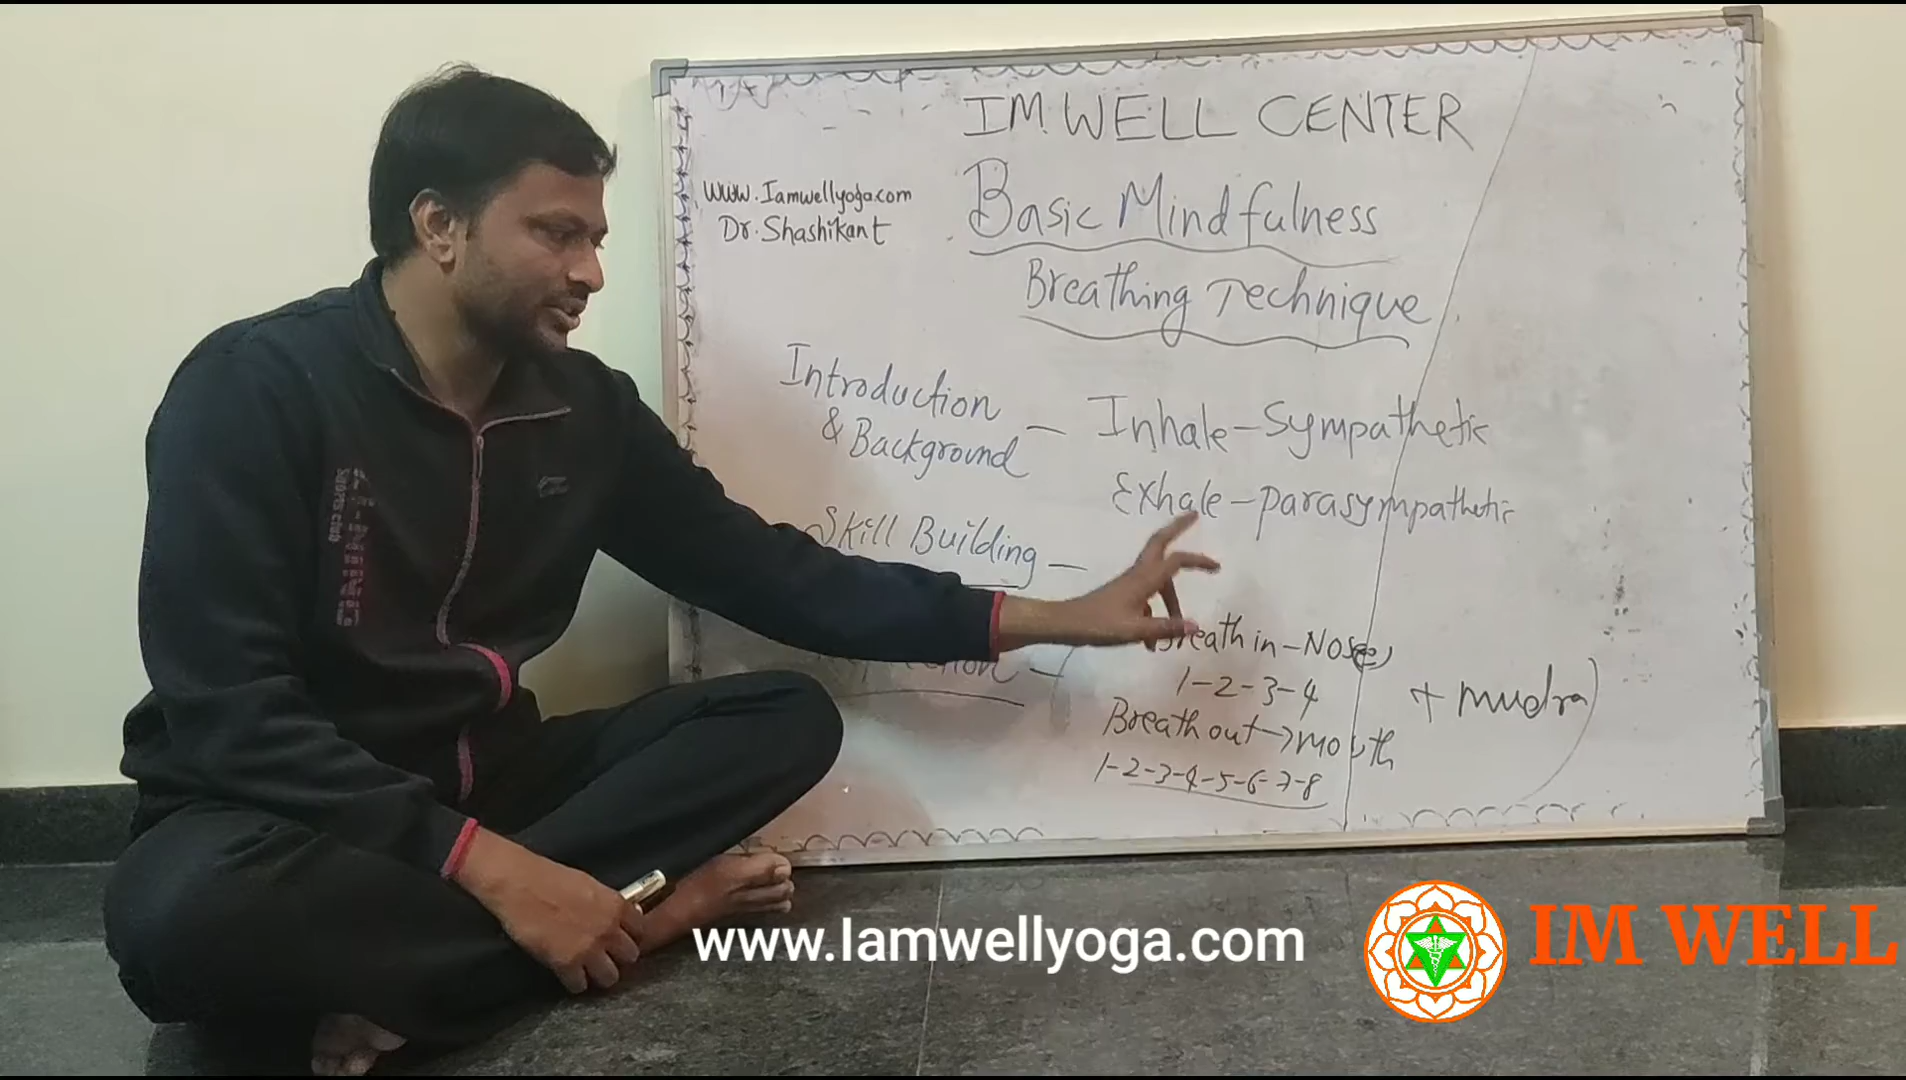 IM WELL CENTER
www.Iamwellyoga.com
Dr. Shashikant
Basic Mindfulness
Breathing Technique
Introduction
& Background – Inhale – Sympathetic
Exhale – parasympathetic
Skill Building –
Breath in – Nose
1-2-3-4
+ mudra
Breath out → mouth
1-2-3-4-5-6-7-8
www.Iamwellyoga.com
IM WELL